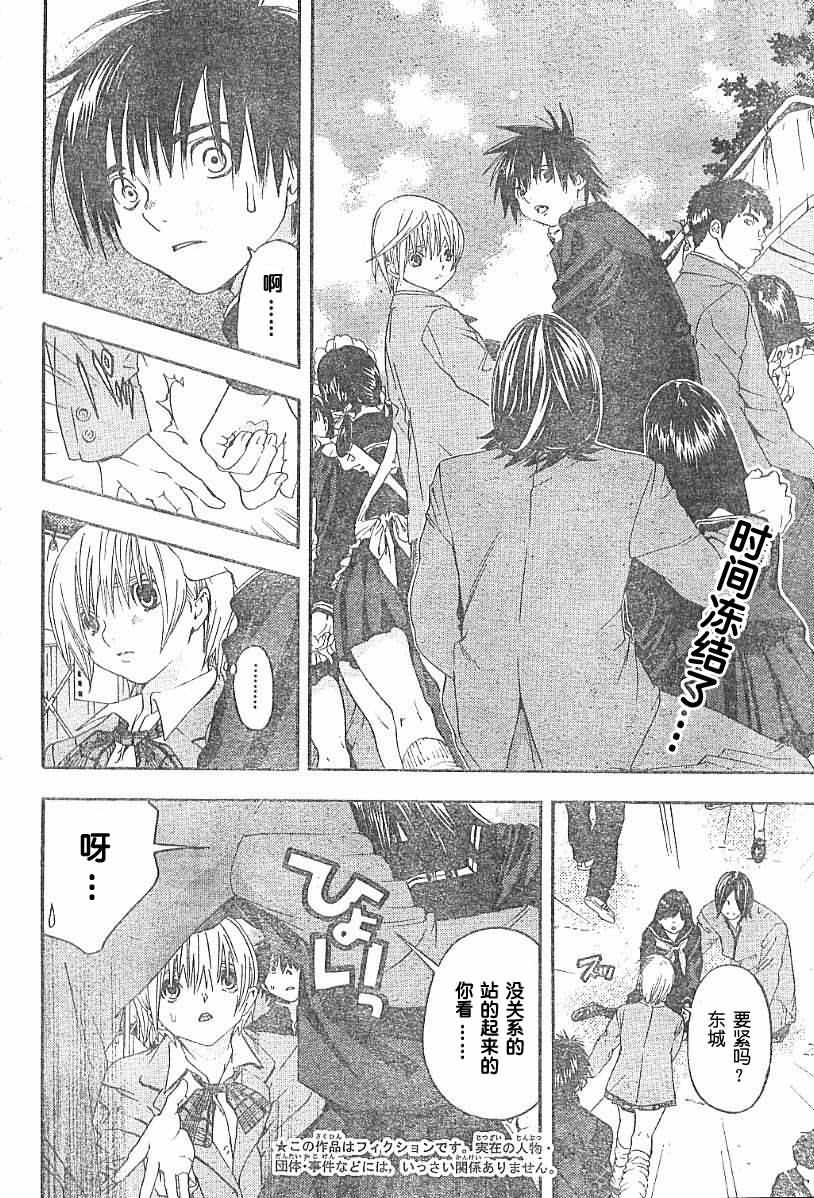 时间冻结了……
啊……
………
要紧吗?
东城
スッ
没关系的
站的起来的
你看……
ひょーいっ
呀…
★この作品はフィクションです。実在の人物・
団体・事件などには、いっさい関係ありません。